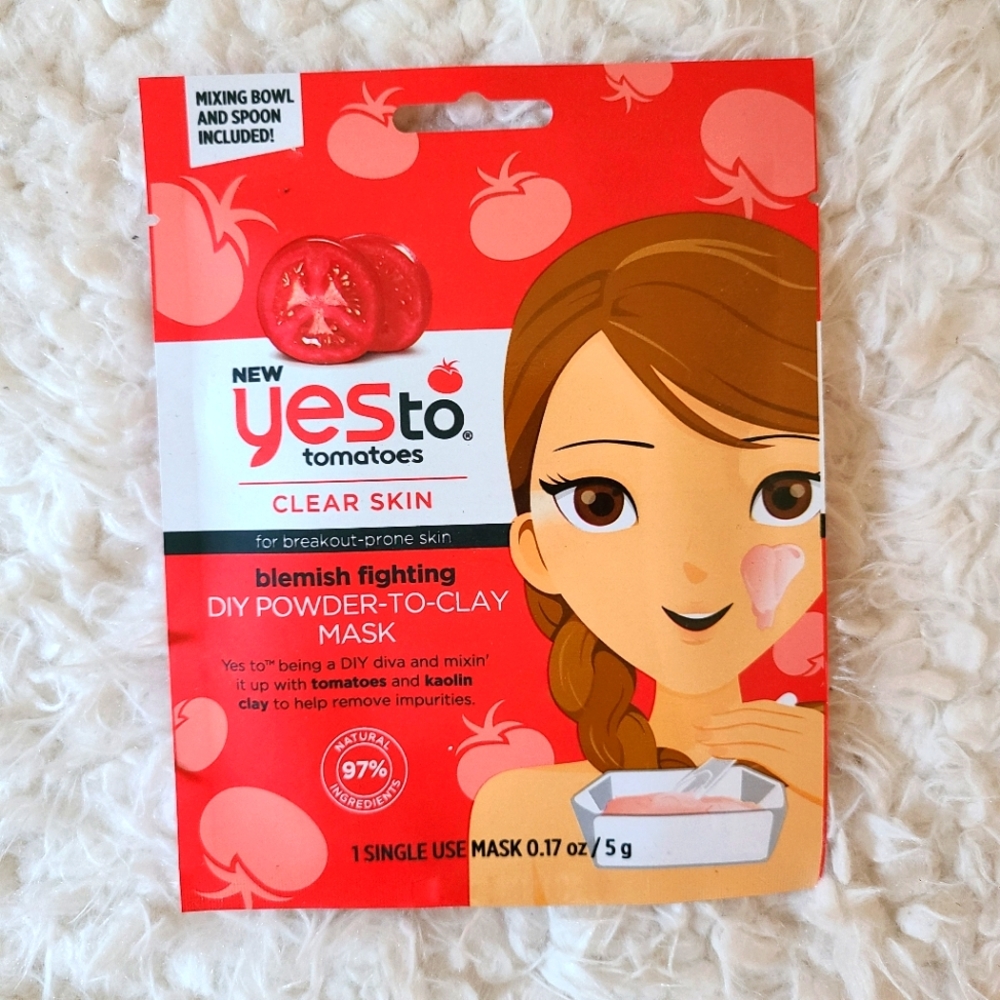 MIXING BOWL
AND SPOON
INCLUDED!
NEW
yes to®
tomatoes
CLEAR SKIN
for breakout-prone skin
blemish fighting
DIY POWDER-TO-CLAY
MASK
Yes to™ being a DIY diva and mixin'
it up with tomatoes and kaolin
clay to help remove impurities.
NATURAL
97%
INGREDIENTS
1 SINGLE USE MASK 0.17 oz / 5 g